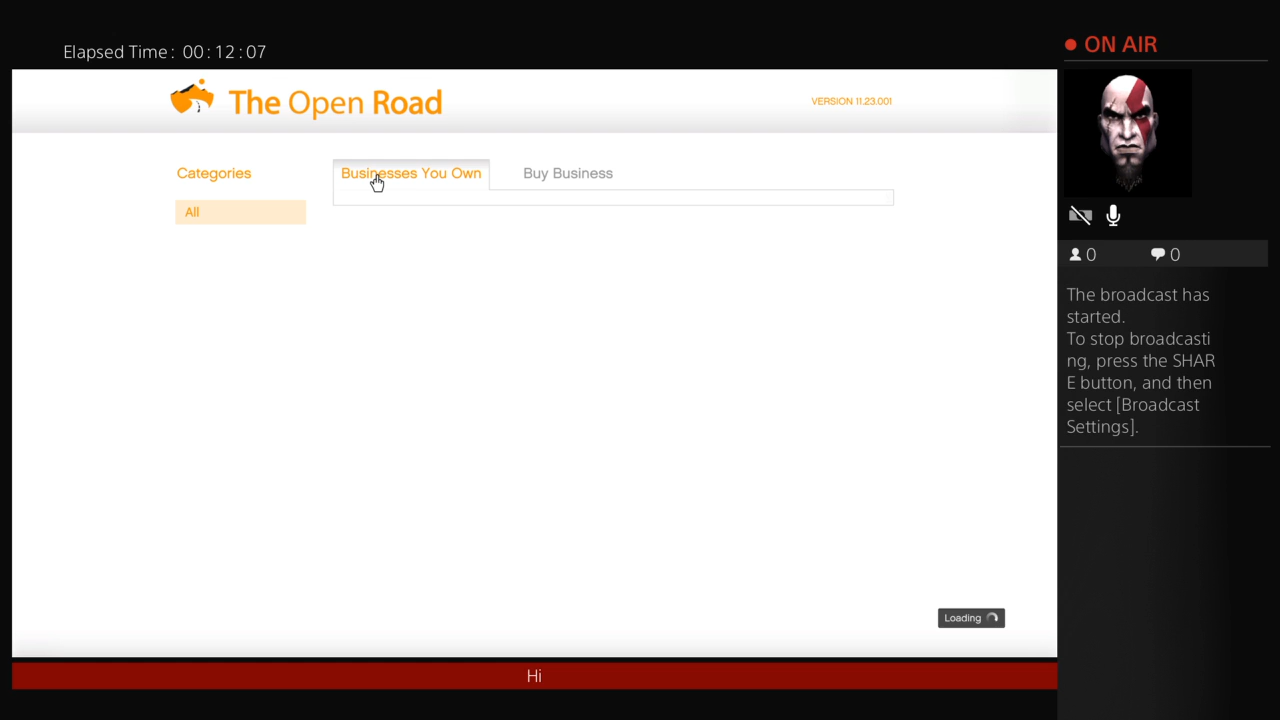 Elapsed Time: 00:12:07
ON AIR
The Open Road
VERSION 11.23.001
Categories
Businesses You Own
Buy Business
All
0
0
The broadcast has
started.
To stop broadcasti
ng, press the SHAR
E button, and then
select [Broadcast
Settings].
Loading
Hi